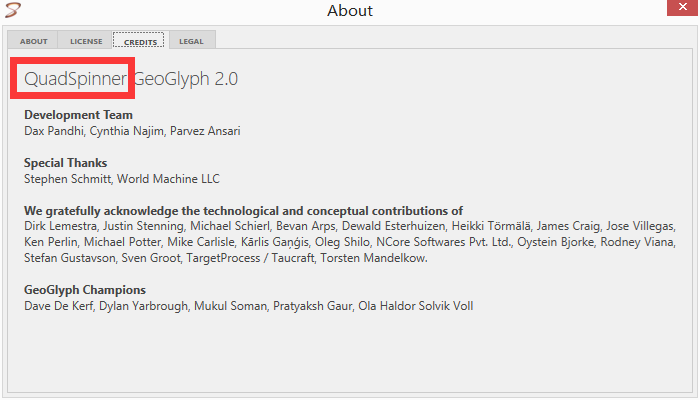 About
ABOUT LICENSE CREDITS LEGAL
QuadSpinner GeoGlyph 2.0
Development Team
Dax Pandhi, Cynthia Najim, Parvez Ansari
Special Thanks
Stephen Schmitt, World Machine LLC
We gratefully acknowledge the technological and conceptual contributions of
Dirk Lemestra, Justin Stenning, Michael Schierl, Bevan Arps, Dewald Esterhuizen, Heikki Törmälä, James Craig, Jose Villegas,
Ken Perlin, Michael Potter, Mike Carlisle, Kārlis Gaņģis, Oleg Shilo, NCore Softwares Pvt. Ltd., Oystein Bjorke, Rodney Viana,
Stefan Gustavson, Sven Groot, TargetProcess / Taucraft, Torsten Mandelkow.
GeoGlyph Champions
Dave De Kerf, Dylan Yarbrough, Mukul Soman, Pratyaksh Gaur, Ola Haldor Solvik Voll